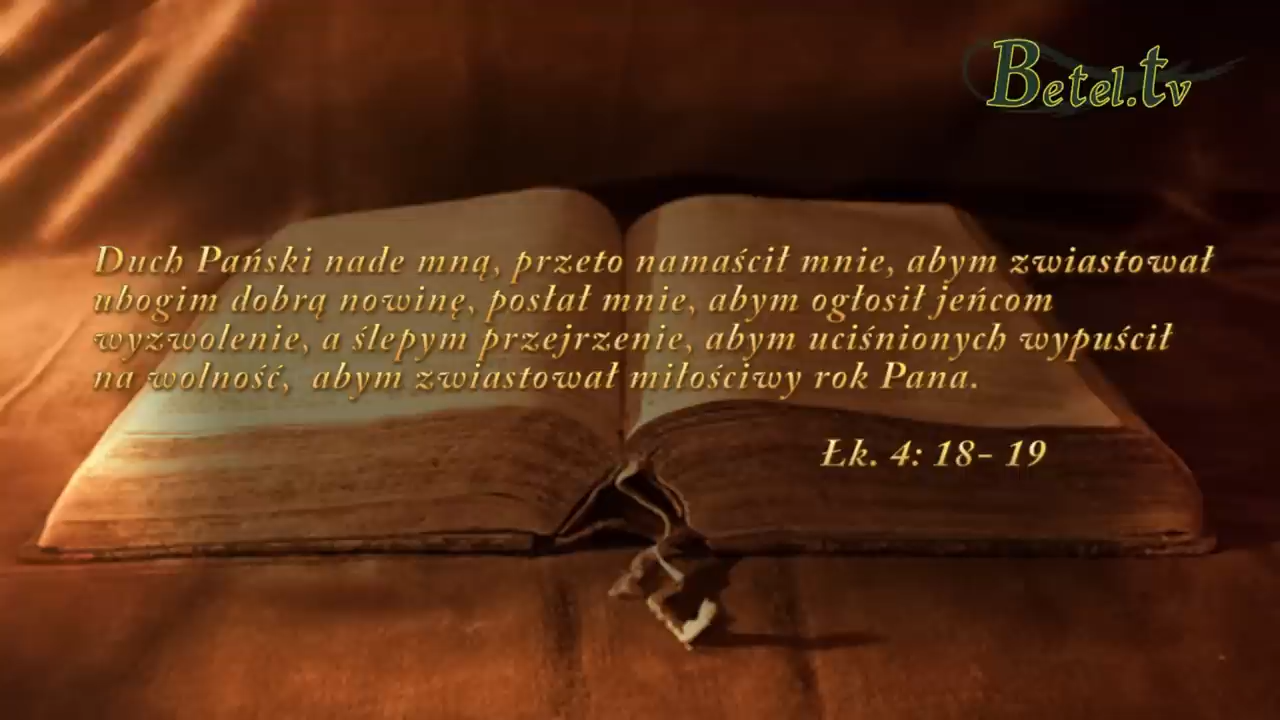 Betel.tv
Duch Pański nade mną, przeto namaścił mnie, abym zwiastował
ubogim dobrą nowinę, posłał mnie, abym ogłosił jeńcom
wyzwolenie, a ślepym przejrzenie, abym uciśnionych wypuścił
na wolność, abym zwiastował miłościwy rok Pana.
Łk. 4: 18- 19